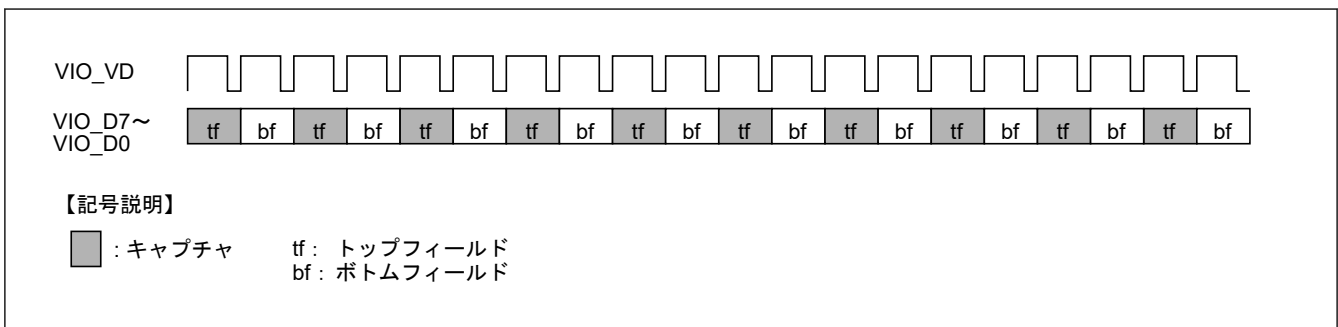 VIO_VD
VIO_D7～
VIO_D0
tf bf tf bf tf bf tf bf tf bf tf bf tf bf tf bf tf bf tf bf
【記号説明】
: キャプチャ tf : トップフィールド
bf : ボトムフィールド